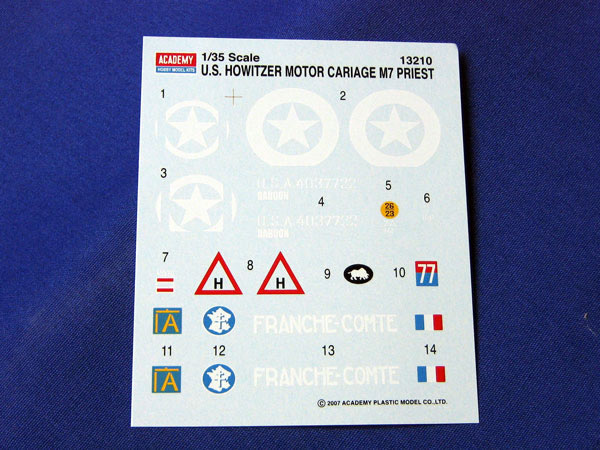 ACADEMY
HOBBY MODEL KITS
1/35 Scale
13210
U.S. HOWITZER MOTOR CARIAGE M7 PRIEST
1
2
3
U.S.A.4037732
BABOON
4
5
6
26
23
U.S.A.4037732
BABOON
7
8
H
H
9
10
77
1A
FRANCHE-COMTE
11
12
13
14
1A
FRANCHE-COMTE
© 2007 ACADEMY PLASTIC MODEL CO.,LTD.